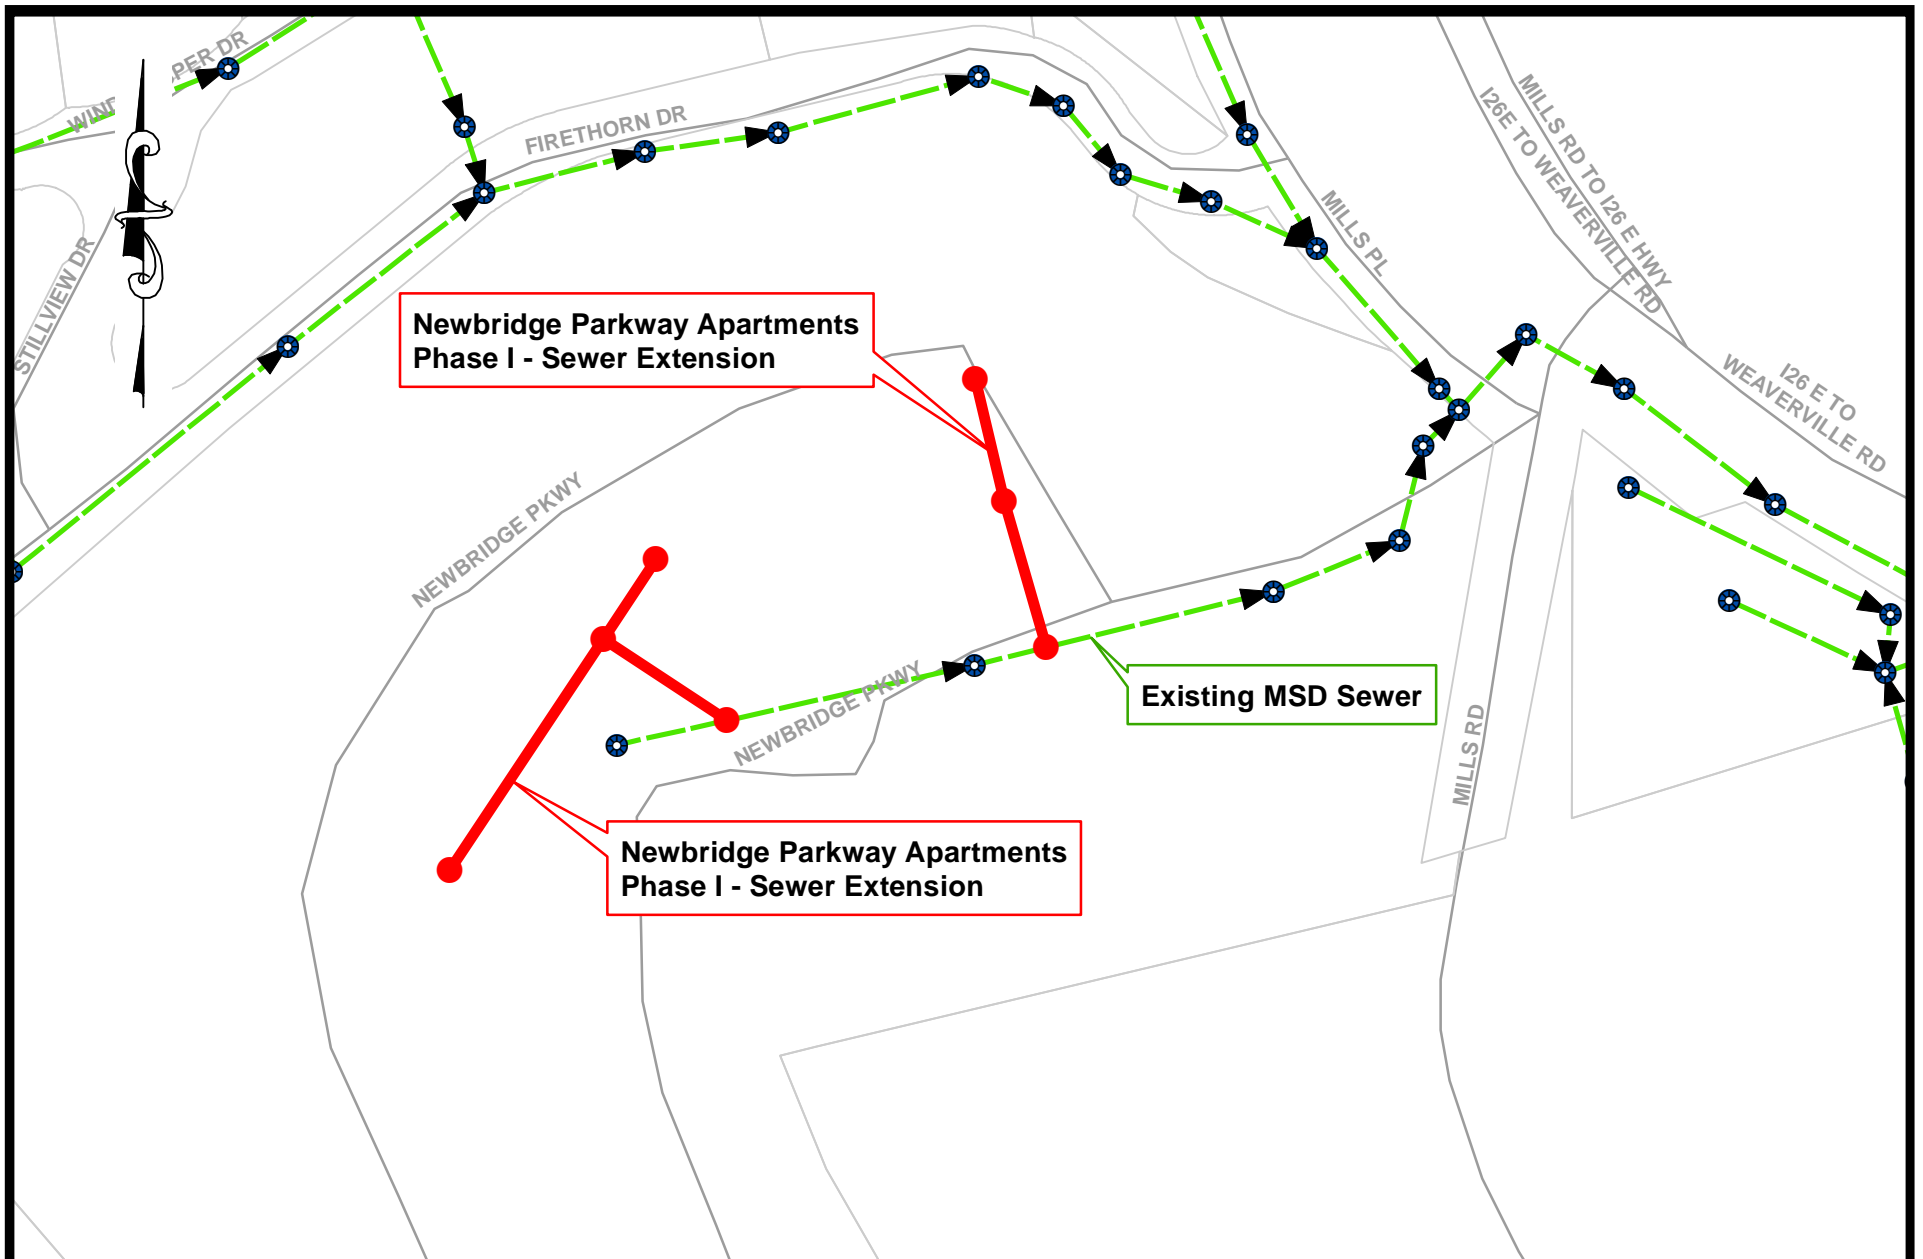 PER DR
FIRETHORN DR
STILLVIEW DR
MILLS PL
MILLS RD TO I26 E HWY
I26E TO WEAVERVILLE RD
I26 E TO
WEAVERVILLE RD
Newbridge Parkway Apartments
Phase I - Sewer Extension
NEWBRIDGE PKWY
NEWBRIDGE PKWY
Existing MSD Sewer
MILLS RD
Newbridge Parkway Apartments
Phase I - Sewer Extension